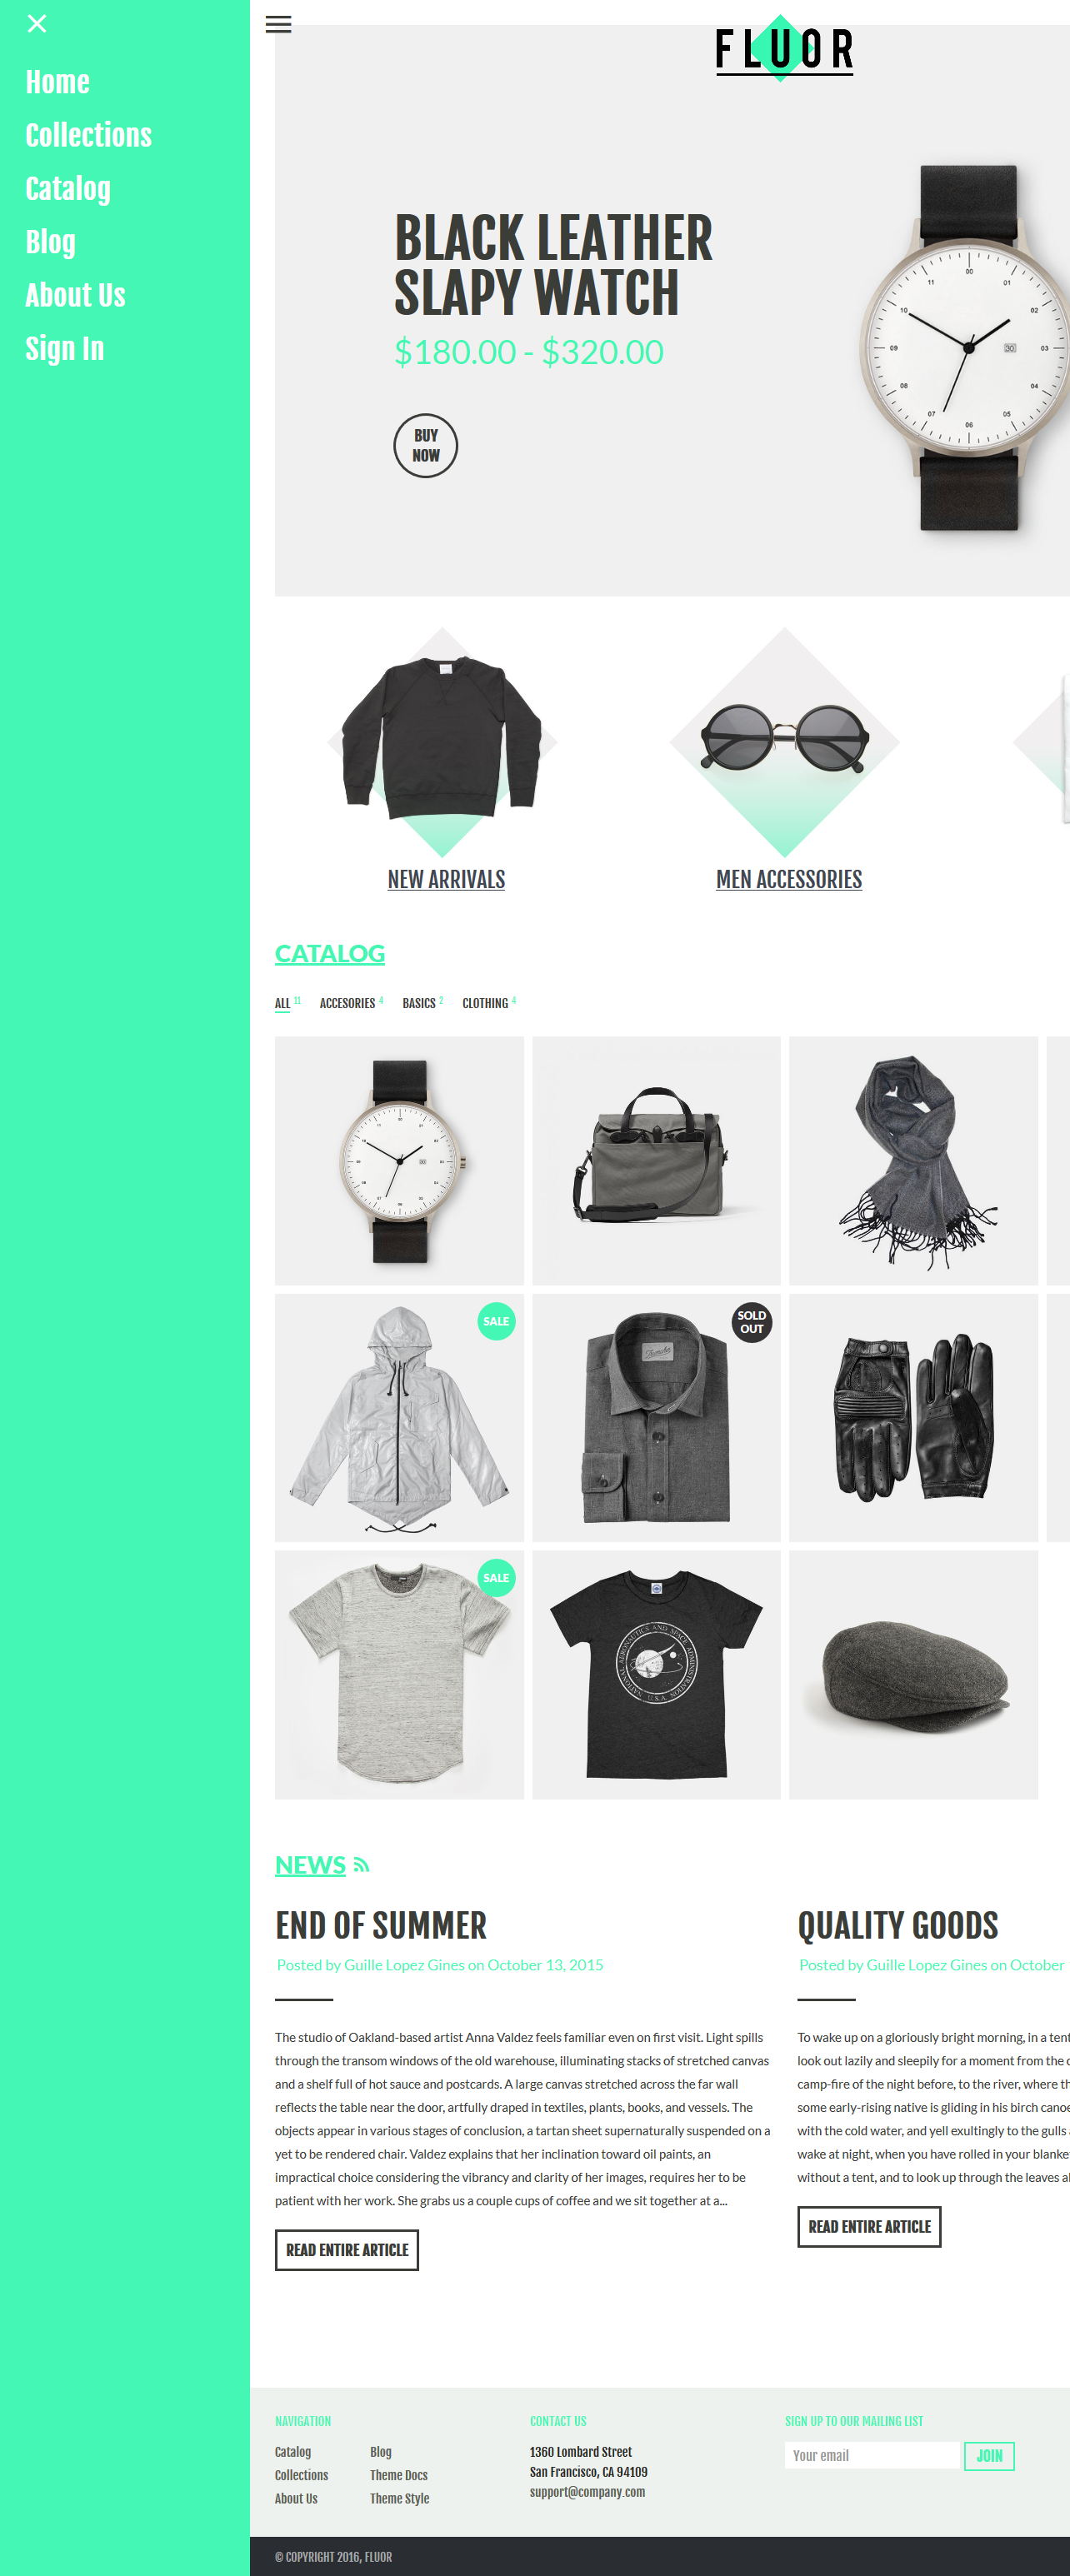 Home
Collections
Catalog
Blog
About Us
Sign In
FLUOR
BLACK LEATHER
SLAPY WATCH
$180.00 - $320.00
BUY
NOW
NEW ARRIVALS
MEN ACCESSORIES
CATALOG
ALL 11 ACCESORIES 4 BASICS 2 CLOTHING 4
SALE
SOLD
OUT
SALE
NATIONAL AERONAUTICS AND SPACE ADMINISTRATION
U.S.A.
NEWS
END OF SUMMER
Posted by Guille Lopez Gines on October 13, 2015
The studio of Oakland-based artist Anna Valdez feels familiar even on first visit. Light spills
through the transom windows of the old warehouse, illuminating stacks of stretched canvas
and a shelf full of hot sauce and postcards. A large canvas stretched across the far wall
reflects the table near the door, artfully draped in textiles, plants, books, and vessels. The
objects appear in various stages of conclusion, a tartan sheet supernaturally suspended on a
yet to be rendered chair. Valdez explains that her inclination toward oil paints, an
impractical choice considering the vibrancy and clarity of her images, requires her to be
patient with her work. She grabs us a couple cups of coffee and we sit together at a...
READ ENTIRE ARTICLE
QUALITY GOODS
Posted by Guille Lopez Gines on October
To wake up on a gloriously bright morning, in a tent
look out lazily and sleepily for a moment from the
camp-fire of the night before, to the river, where
some early-rising native is gliding in his birch canoe
with the cold water, and yell exultingly to the gulls
wake at night, when you have rolled in your blanket
without a tent, and to look up through the leaves
READ ENTIRE ARTICLE
NAVIGATION
Catalog
Collections
About Us
Blog
Theme Docs
Theme Style
CONTACT US
1360 Lombard Street
San Francisco, CA 94109
support@company.com
SIGN UP TO OUR MAILING LIST
Your email
JOIN
© COPYRIGHT 2016, FLUOR